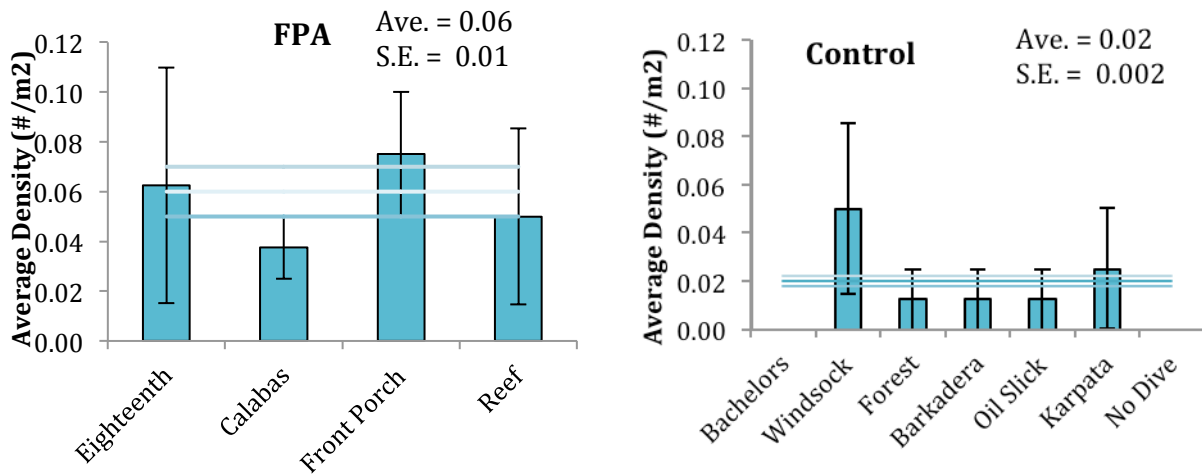 FPA
Ave. = 0.06
S.E. = 0.01
Average Density (#/m2)
0.12
0.10
0.08
0.06
0.04
0.02
0.00
Eighteenth
Calabas
Front Porch
Reef
Control
Ave. = 0.02
S.E. = 0.002
Average Density (#/m2)
0.12
0.10
0.08
0.06
0.04
0.02
0.00
Bachelors
Windsock
Forest
Barkadera
Oil Slick
Karpata
No Dive